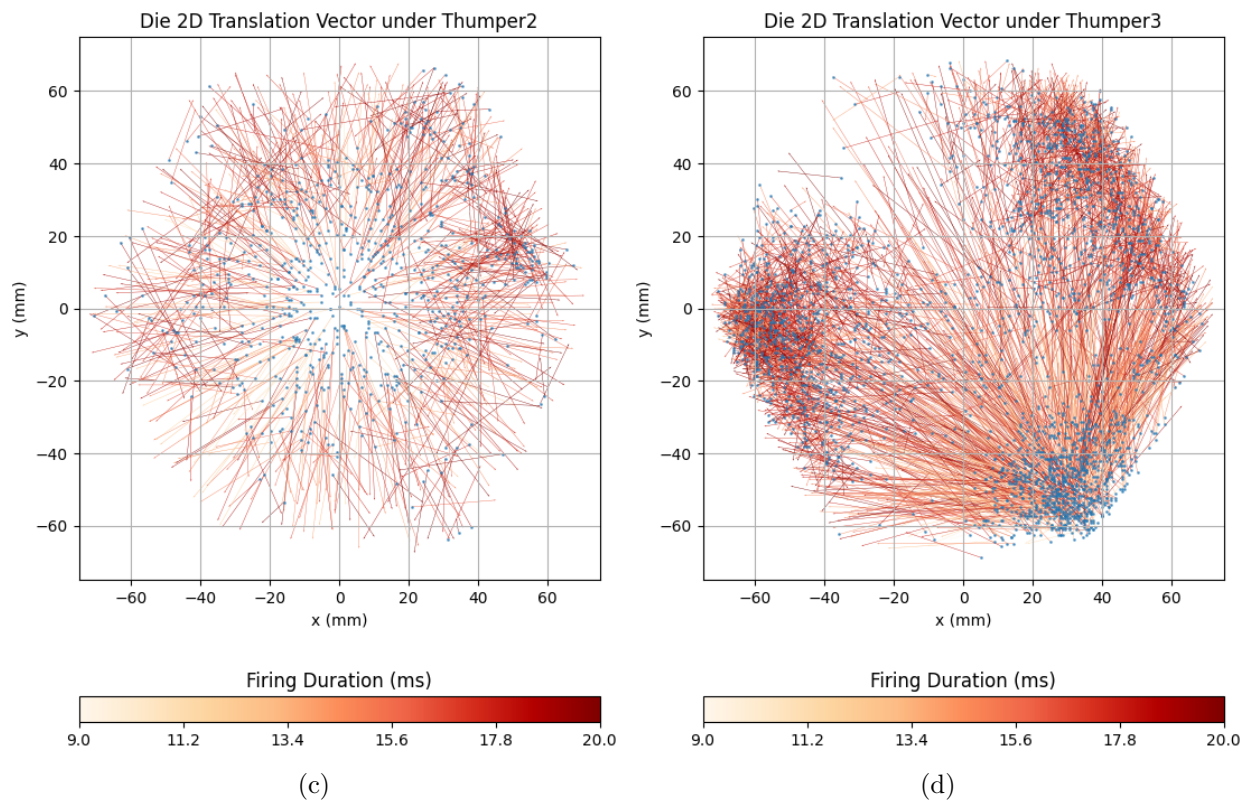 Die 2D Translation Vector under Thumper2
Die 2D Translation Vector under Thumper3
60
40
20
0
−20
−40
−60
y (mm)
−60 −40 −20 0 20 40 60
x (mm)
60
40
20
0
−20
−40
−60
y (mm)
−60 −40 −20 0 20 40 60
x (mm)
Firing Duration (ms)
9.0 11.2 13.4 15.6 17.8 20.0
(c)
Firing Duration (ms)
9.0 11.2 13.4 15.6 17.8 20.0
(d)